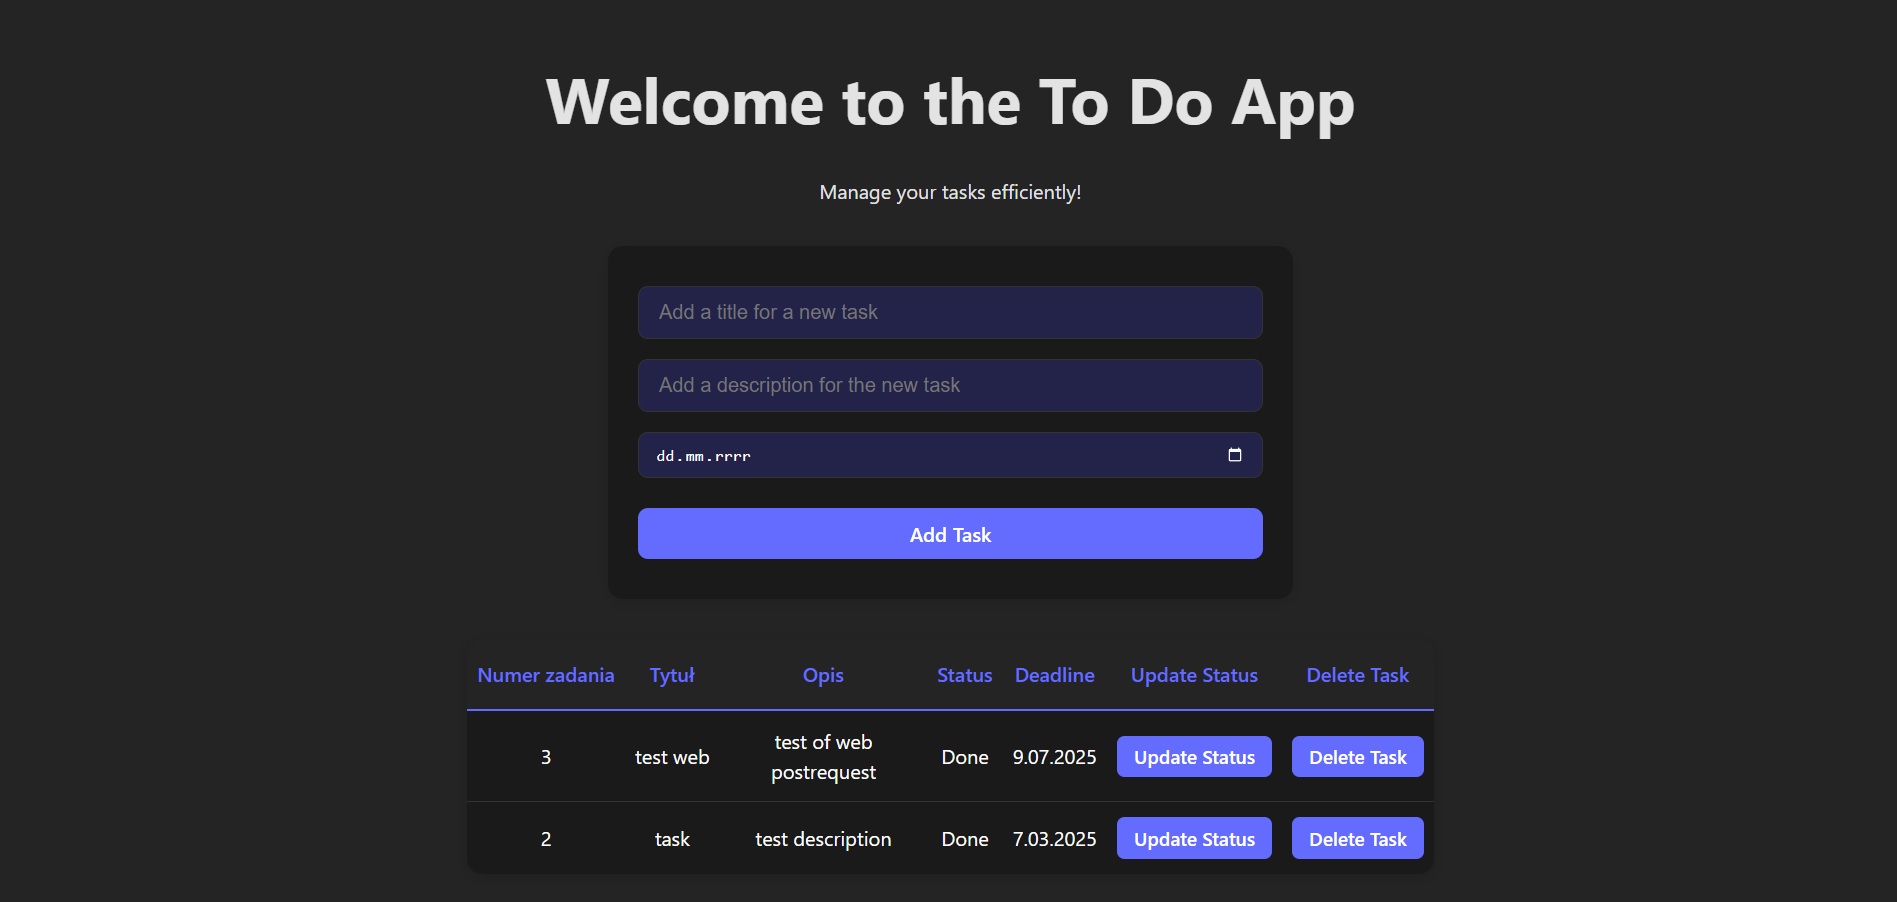 Welcome to the To Do App
Manage your tasks efficiently!
Add a title for a new task
Add a description for the new task
dd.mm.rrrr
Add Task
Numer zadania Tytuł Opis Status Deadline Update Status Delete Task
3 test web test of web postrequest Done 9.07.2025 Update Status Delete Task
2 task test description Done 7.03.2025 Update Status Delete Task